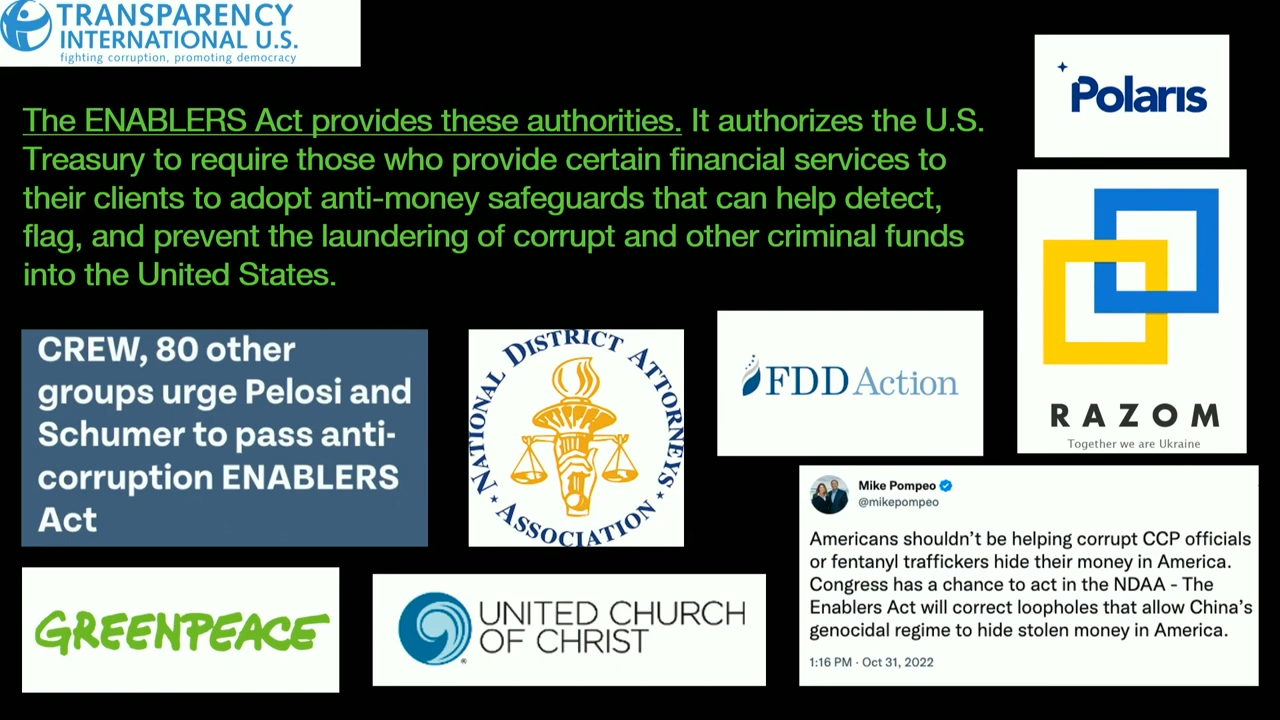 TRANSPARENCY
INTERNATIONAL U.S.
fighting corruption, promoting democracy
The ENABLERS Act provides these authorities. It authorizes the U.S.
Treasury to require those who provide certain financial services to
their clients to adopt anti-money safeguards that can help detect,
flag, and prevent the laundering of corrupt and other criminal funds
into the United States.
Polaris
RAZOM
Together we are Ukraine
CREW, 80 other
groups urge Pelosi and
Schumer to pass anti-
corruption ENABLERS
Act
NATIONAL DISTRICT ATTORNEYS
ASSOCIATION
FDD Action
GREENPEACE
UNITED CHURCH
OF CHRIST
®
Mike Pompeo
@mikepompeo
Americans shouldn't be helping corrupt CCP officials
or fentanyl traffickers hide their money in America.
Congress has a chance to act in the NDAA - The
Enablers Act will correct loopholes that allow China's
genocidal regime to hide stolen money in America.
1:16 PM · Oct 31, 2022